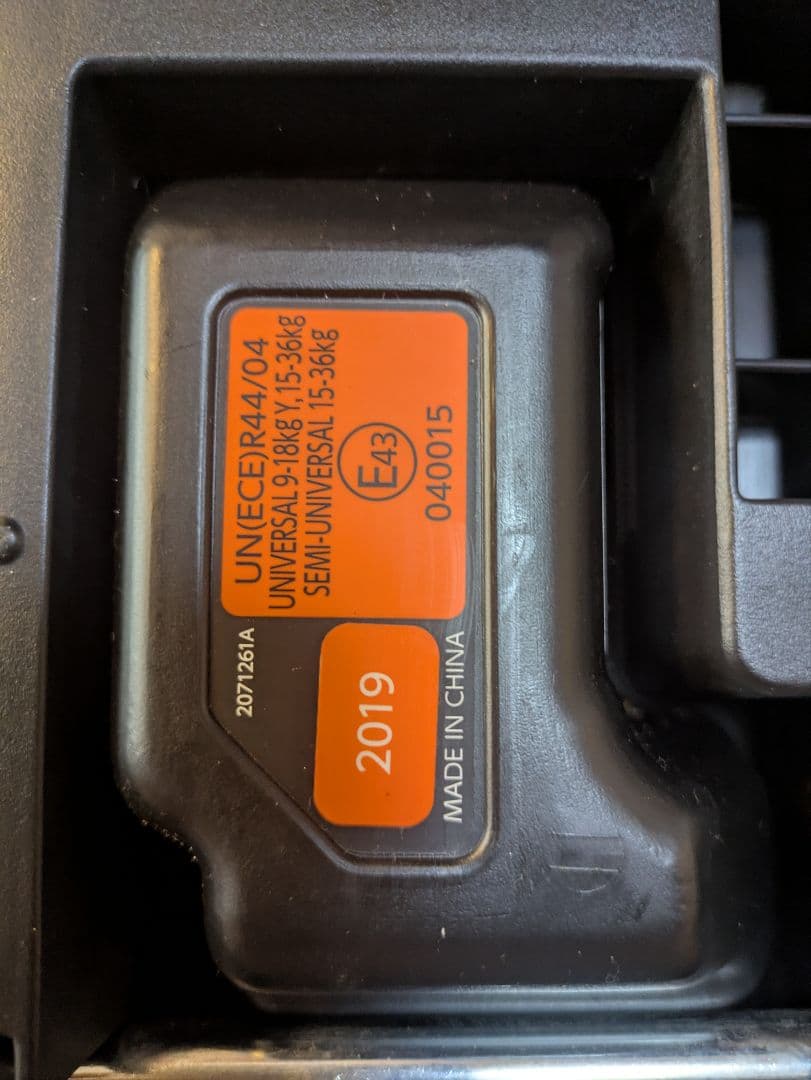 UN(ECE)R44/04
UNIVERSAL 9-18kg Y, 15-36kg
SEMI-UNIVERSAL 15-36kg
E43
040015
2071261A
2019
MADE IN CHINA